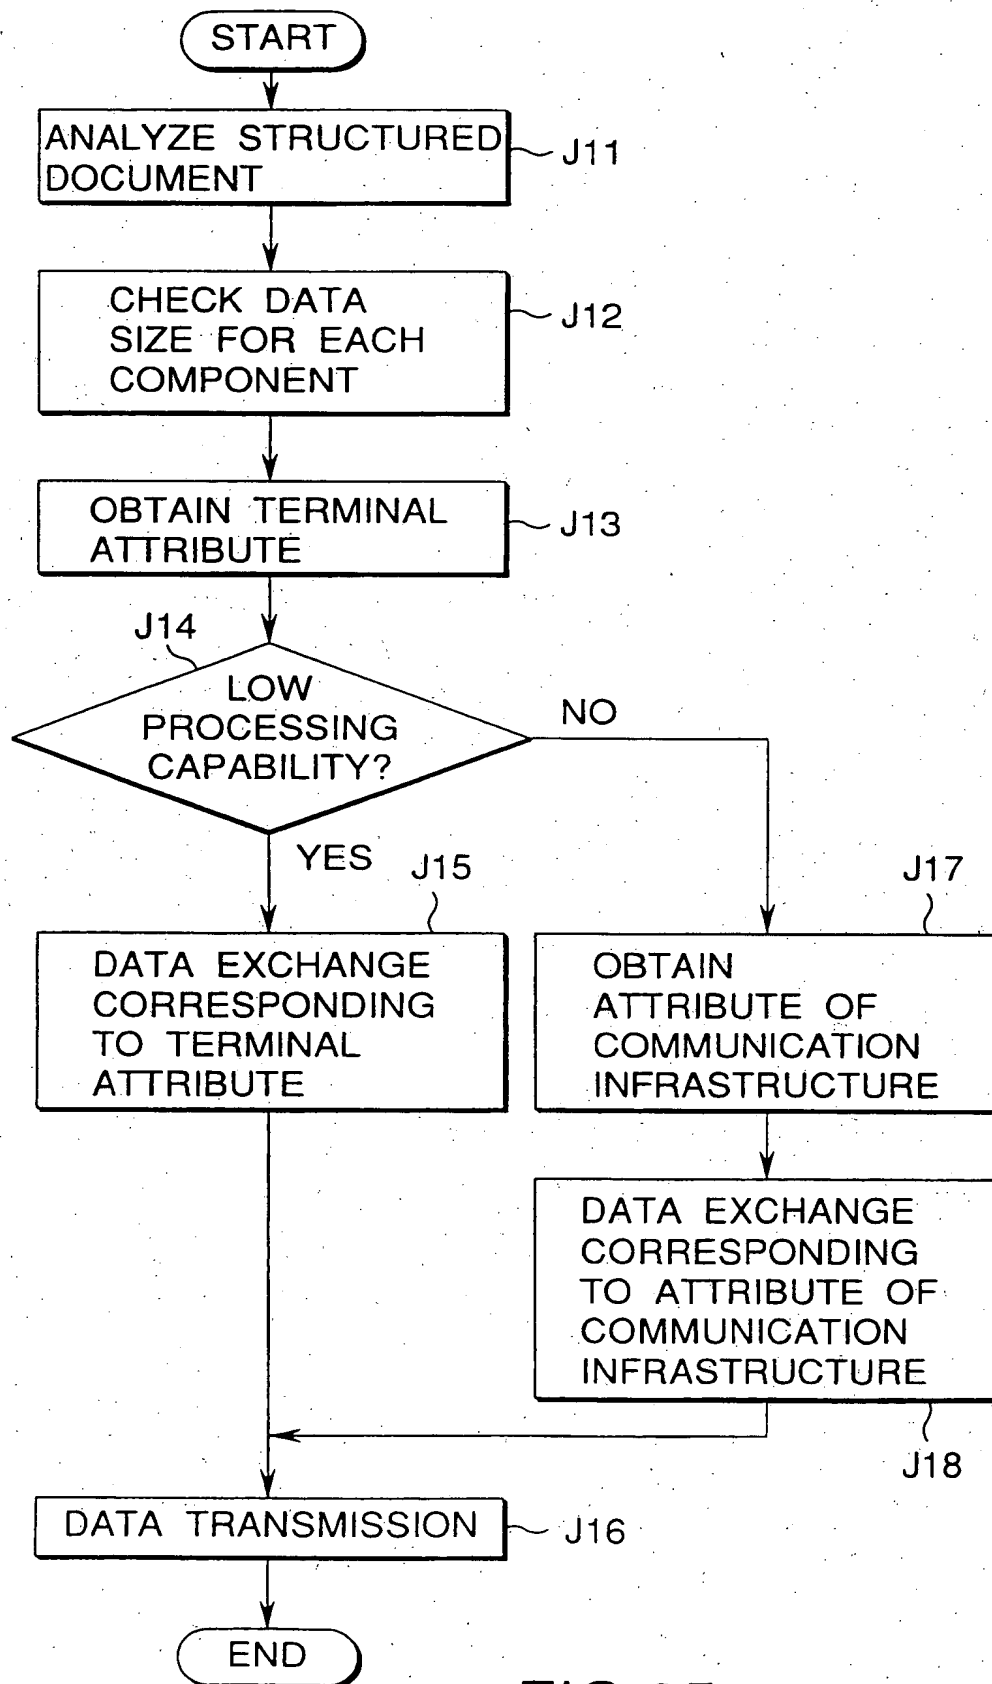 START
ANALYZE STRUCTURED
DOCUMENT
J11
CHECK DATA
SIZE FOR EACH
COMPONENT
J12
OBTAIN TERMINAL
ATTRIBUTE
J13
J14
LOW
PROCESSING
CAPABILITY?
NO
YES
J15
DATA EXCHANGE
CORRESPONDING
TO TERMINAL
ATTRIBUTE
J17
OBTAIN
ATTRIBUTE OF
COMMUNICATION
INFRASTRUCTURE
DATA EXCHANGE
CORRESPONDING
TO ATTRIBUTE OF
COMMUNICATION
INFRASTRUCTURE
J18
DATA TRANSMISSION
J16
END